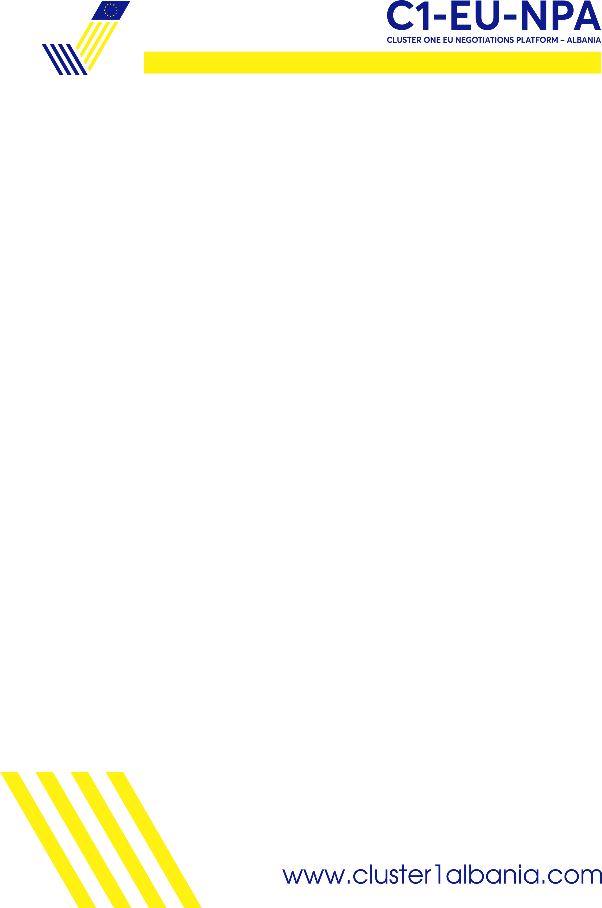 C1-EU-NPA
CLUSTER ONE EU NEGOTIATIONS PLATFORM – ALBANIA
www.cluster1albania.com